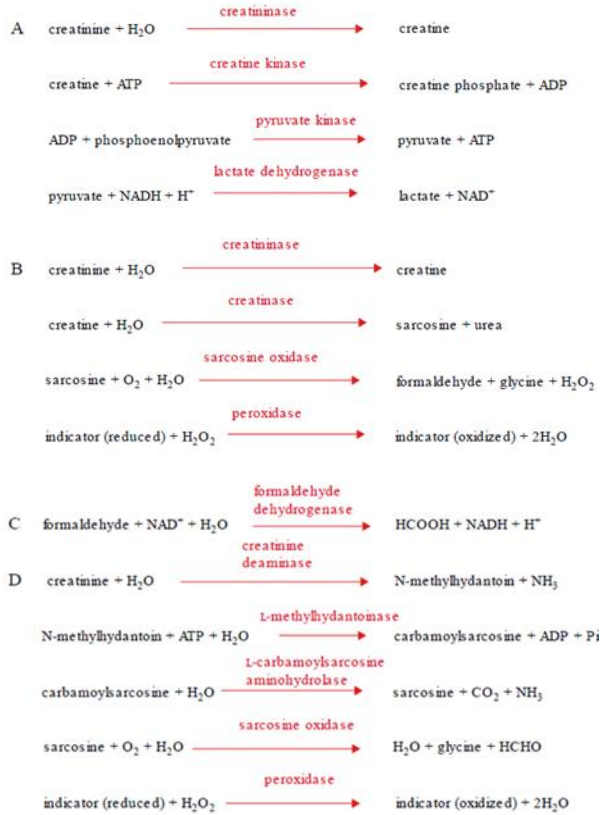 creatininase
A creatinine + H₂O creatine
creatine kinase
creatine + ATP creatine phosphate + ADP
pyruvate kinase
ADP + phosphoenolpyruvate pyruvate + ATP
lactate dehydrogenase
pyruvate + NADH + H⁺ lactate + NAD⁺
creatininase
B creatinine + H₂O creatine
creatinase
creatine + H₂O sarcosine + urea
sarcosine oxidase
sarcosine + O₂ + H₂O formaldehyde + glycine + H₂O₂
peroxidase
indicator (reduced) + H₂O₂ indicator (oxidized) + 2H₂O
formaldehyde
dehydrogenase
C formaldehyde + NAD⁺ + H₂O HCOOH + NADH + H⁺
creatinine
deaminase
D creatinine + H₂O N-methylhydantoin + NH₃
L-methylhydantoinase
N-methylhydantoin + ATP + H₂O carbamoylsarcosine + ADP + Pi
L-carbamoylsarcosine
aminohydrolase
carbamoylsarcosine + H₂O sarcosine + CO₂ + NH₃
sarcosine oxidase
sarcosine + O₂ + H₂O H₂O + glycine + HCHO
peroxidase
indicator (reduced) + H₂O₂ indicator (oxidized) + 2H₂O